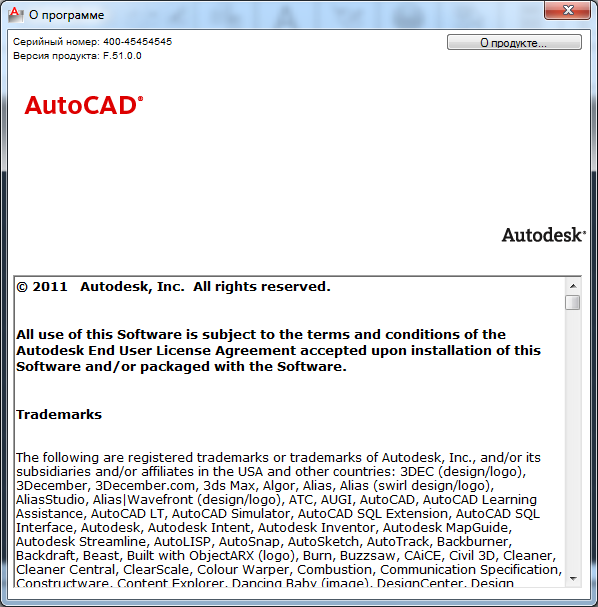 О программе
Серийный номер: 400-45454545
О продукте...
Версия продукта: F.51.0.0
AutoCAD®
Autodesk®
© 2011 Autodesk, Inc. All rights reserved.
All use of this Software is subject to the terms and conditions of the
Autodesk End User License Agreement accepted upon installation of this
Software and/or packaged with the Software.
Trademarks
The following are registered trademarks or trademarks of Autodesk, Inc., and/or its
subsidiaries and/or affiliates in the USA and other countries: 3DEC (design/logo),
3December, 3December.com, 3ds Max, Algor, Alias, Alias (swirl design/logo),
AliasStudio, Alias|Wavefront (design/logo), ATC, AUGI, AutoCAD, AutoCAD Learning
Assistance, AutoCAD LT, AutoCAD Simulator, AutoCAD SQL Extension, AutoCAD SQL
Interface, Autodesk, Autodesk Intent, Autodesk Inventor, Autodesk MapGuide,
Autodesk Streamline, AutoLISP, AutoSnap, AutoSketch, AutoTrack, Backburner,
Backdraft, Beast, Built with ObjectARX (logo), Burn, Buzzsaw, CAiCE, Civil 3D, Cleaner,
Cleaner Central, ClearScale, Colour Warper, Combustion, Communication Specification,
Constructware, Content Explorer, Dancing Baby (image), DesignCenter, Design